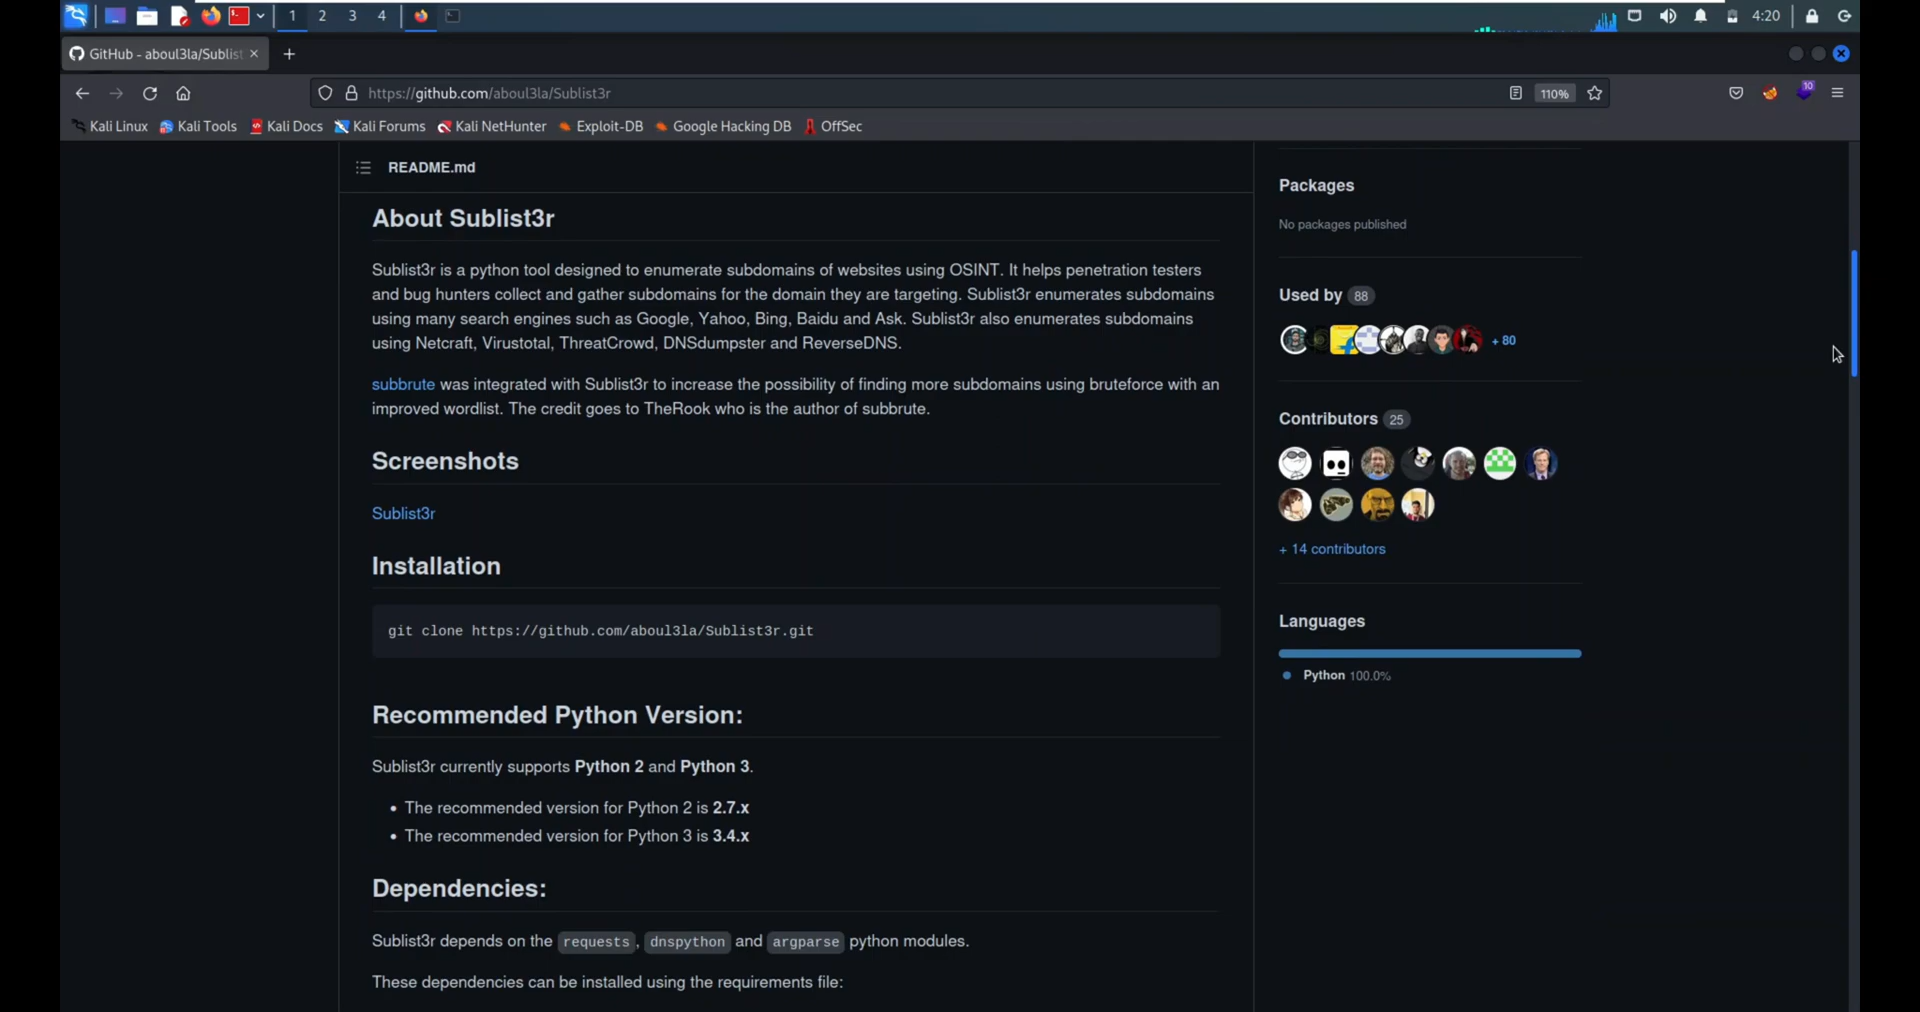 1 2 3 4 4:20
GitHub - aboul3la/Sublist
https://github.com/aboul3la/Sublist3r 110% 10
Kali Linux Kali Tools Kali Docs Kali Forums Kali NetHunter Exploit-DB Google Hacking DB OffSec
README.md
About Sublist3r
Sublist3r is a python tool designed to enumerate subdomains of websites using OSINT. It helps penetration testers
and bug hunters collect and gather subdomains for the domain they are targeting. Sublist3r enumerates subdomains
using many search engines such as Google, Yahoo, Bing, Baidu and Ask. Sublist3r also enumerates subdomains
using Netcraft, Virustotal, ThreatCrowd, DNSdumpster and ReverseDNS.
subbrute was integrated with Sublist3r to increase the possibility of finding more subdomains using bruteforce with an
improved wordlist. The credit goes to TheRook who is the author of subbrute.
Screenshots
Sublist3r
Installation
git clone https://github.com/aboul3la/Sublist3r.git
Recommended Python Version:
Sublist3r currently supports Python 2 and Python 3.
• The recommended version for Python 2 is 2.7.x
• The recommended version for Python 3 is 3.4.x
Dependencies:
Sublist3r depends on the requests, dnspython and argparse python modules.
These dependencies can be installed using the requirements file:
Packages
No packages published
Used by 88
+ 80
Contributors 25
+ 14 contributors
Languages
Python 100.0%